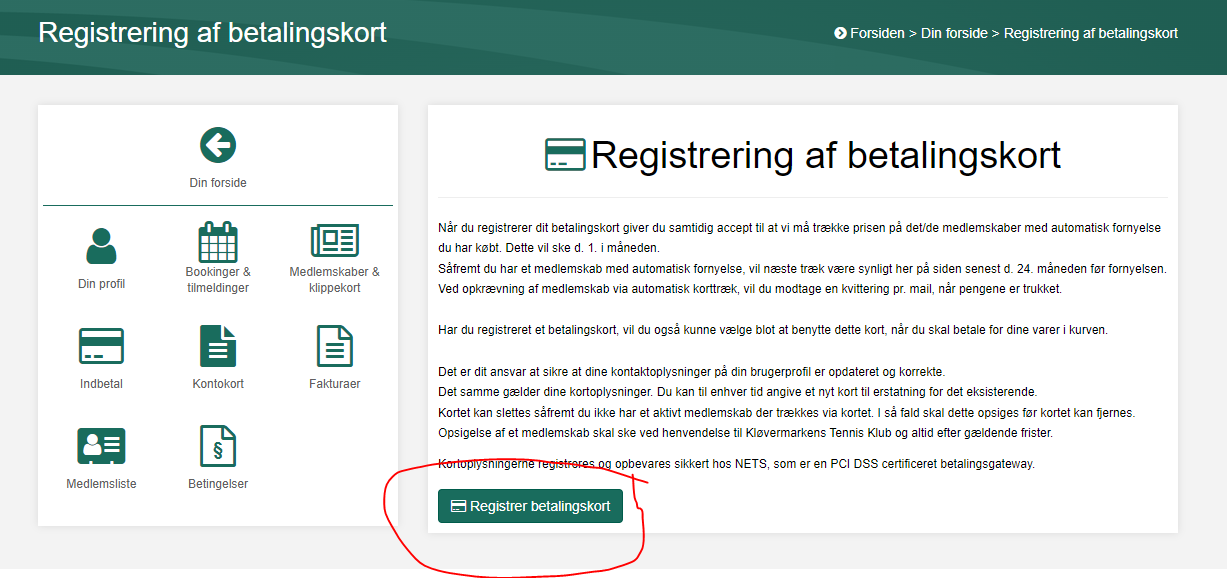 Registrering af betalingskort
Forsiden > Din forside > Registrering af betalingskort
Din forside
Din profil
Bookinger &
tilmeldinger
Medlemskaber &
klippekort
Indbetal
Kontokort
Fakturaer
Medlemsliste
§
Betingelser
Registrering af betalingskort
Når du registrerer dit betalingskort giver du samtidig accept til at vi må trække prisen på det/de medlemskaber med automatisk fornyelse
du har købt. Dette vil ske d. 1. i måneden.
Såfremt du har et medlemskab med automatisk fornyelse, vil næste træk være synligt her på siden senest d. 24. måneden før fornyelsen.
Ved opkrævning af medlemskab via automatisk korttræk, vil du modtage en kvittering pr. mail, når pengene er trukket.
Har du registreret et betalingskort, vil du også kunne vælge blot at benytte dette kort, når du skal betale for dine varer i kurven.
Det er dit ansvar at sikre at dine kontaktoplysninger på din brugerprofil er opdateret og korrekte.
Det samme gælder dine kortoplysninger. Du kan til enhver tid angive et nyt kort til erstatning for det eksisterende.
Kortet kan slettes såfremt du ikke har et aktivt medlemskab der trækkes via kortet. I så fald skal dette opsiges før kortet kan fjernes.
Opsigelse af et medlemskab skal ske ved henvendelse til Kløvermarkens Tennis Klub og altid efter gældende frister.
Kortoplysningerne registreres og opbevares sikkert hos NETS, som er en PCI DSS certificeret betalingsgateway.
Registrer betalingskort